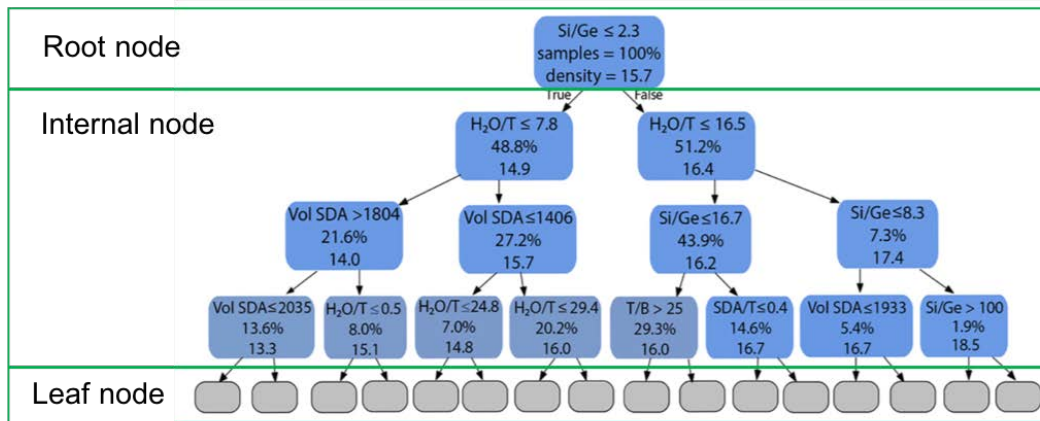 Root node
Si/Ge ≤ 2.3
samples = 100%
density = 15.7
True
False
Internal node
H₂O/T ≤ 7.8
48.8%
14.9
H₂O/T ≤ 16.5
51.2%
16.4
Vol SDA >1804
21.6%
14.0
Vol SDA≤1406
27.2%
15.7
Si/Ge≤16.7
43.9%
16.2
Si/Ge≤8.3
7.3%
17.4
Vol SDA≤2035
13.6%
13.3
H₂O/T ≤0.5
8.0%
15.1
H₂O/T ≤24.8
7.0%
14.8
H₂O/T ≤29.4
20.2%
16.0
T/B > 25
29.3%
16.0
SDA/T≤0.4
14.6%
16.7
Vol SDA≤1933
5.4%
16.7
Si/Ge > 100
1.9%
18.5
Leaf node